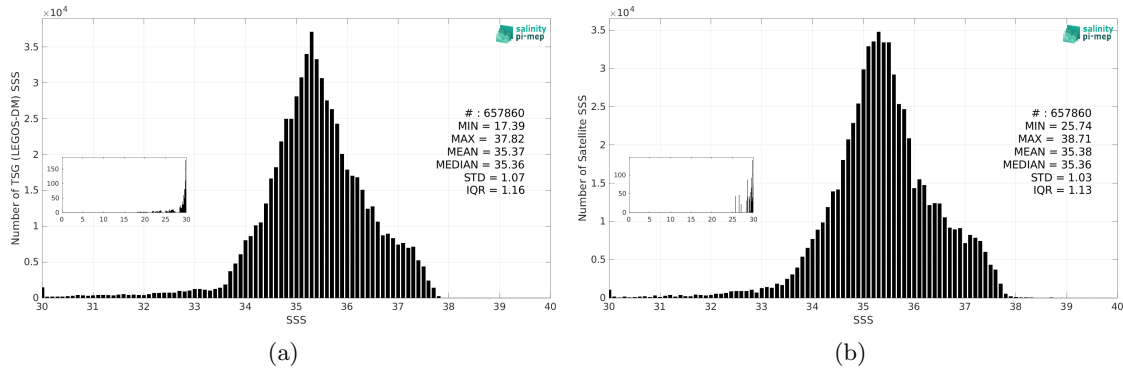 ×10^4
salinity
pi-mep
Number of TSG (LEGOS-DM) SSS
3.5
3
2.5
2
1.5
1
0.5
0
# : 657860
MIN = 17.39
MAX = 37.82
MEAN = 35.37
MEDIAN = 35.36
STD = 1.07
IQR = 1.16
150
100
50
0
0 5 10 15 20 25 30
30 31 32 33 34 35 36 37 38 39 40
SSS
(a)
×10^4
salinity
pi-mep
Number of Satellite SSS
3.5
3
2.5
2
1.5
1
0.5
0
# : 657860
MIN = 25.74
MAX = 38.71
MEAN = 35.38
MEDIAN = 35.36
STD = 1.03
IQR = 1.13
100
50
0
0 5 10 15 20 25 30
30 31 32 33 34 35 36 37 38 39 40
SSS
(b)